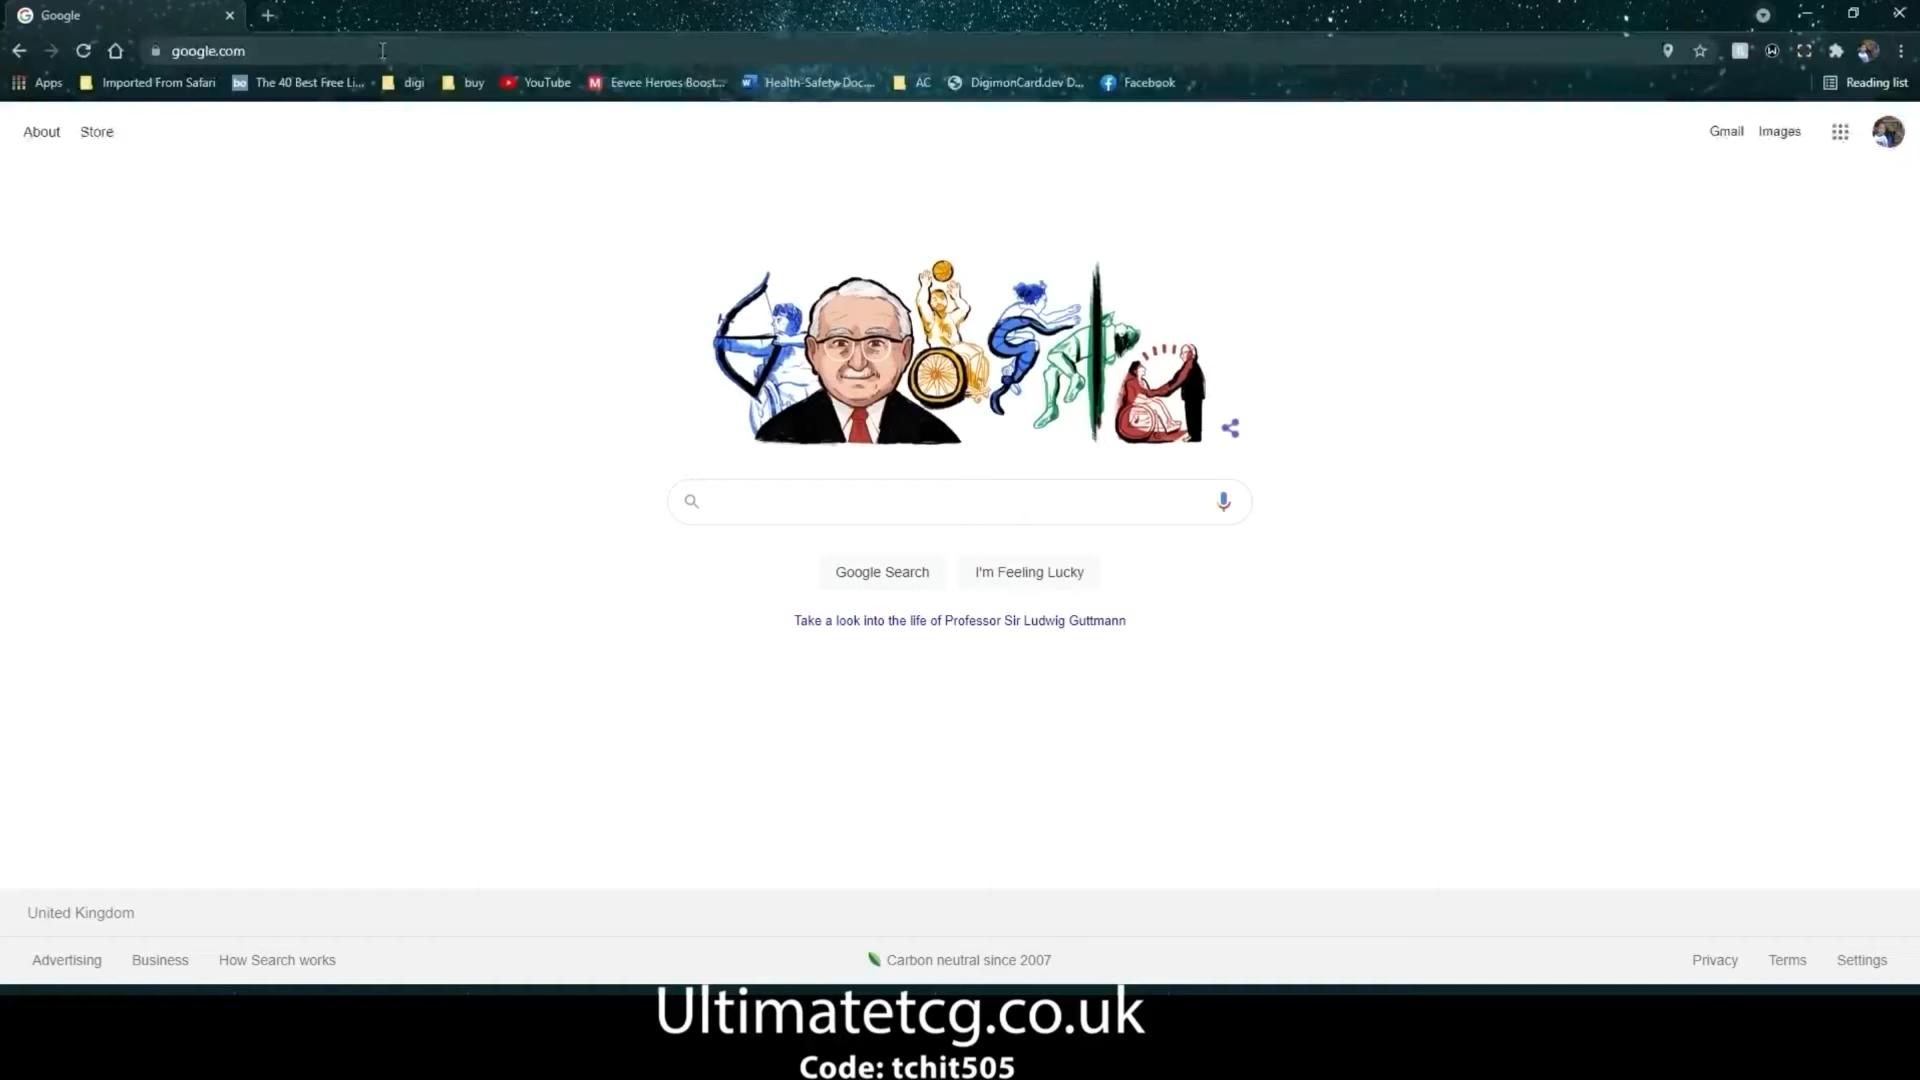 Google
google.com
Apps
Imported From Safari
The 40 Best Free Li...
digi
buy
YouTube
Eevee Heroes Boost...
Health-Safety-Doc....
AC
DigimonCard.dev D...
Facebook
Reading list
About
Store
Gmail
Images
Google Search
I'm Feeling Lucky
Take a look into the life of Professor Sir Ludwig Guttmann
United Kingdom
Advertising
Business
How Search works
Carbon neutral since 2007
Privacy
Terms
Settings
Ultimatetcg.co.uk
Code: tchit505